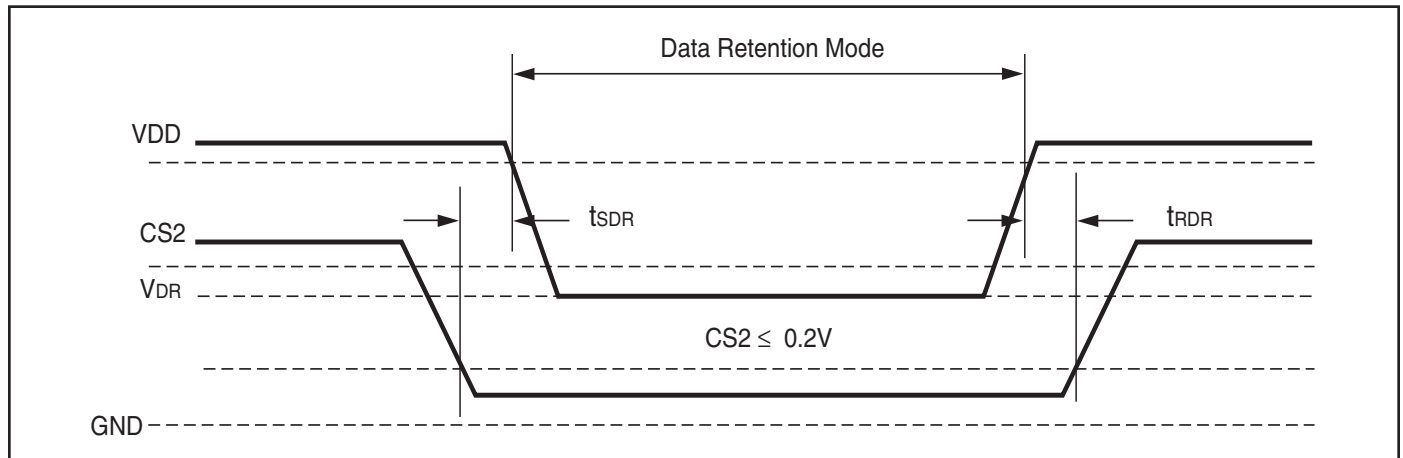 Data Retention Mode
VDD
tSDR
tRDR
CS2
VDR
CS2 ≤ 0.2V
GND